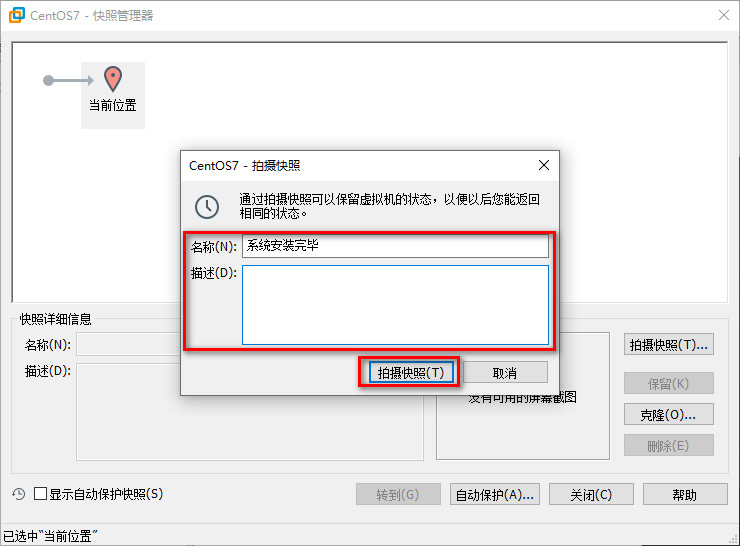 CentOS7 - 快照管理器
当前位置
CentOS7 - 拍摄快照
通过拍摄快照可以保留虚拟机的状态，以便以后您能返回
相同的状态。
名称(N): 系统安装完毕
描述(D):
拍摄快照(T) 取消
快照详细信息
名称(N):
描述(D):
没有可用的屏幕截图
拍摄快照(T)...
保留(K)
克隆(O)...
删除(E)
显示自动保护快照(S)
转到(G) 自动保护(A)... 关闭(C) 帮助
已选中"当前位置"